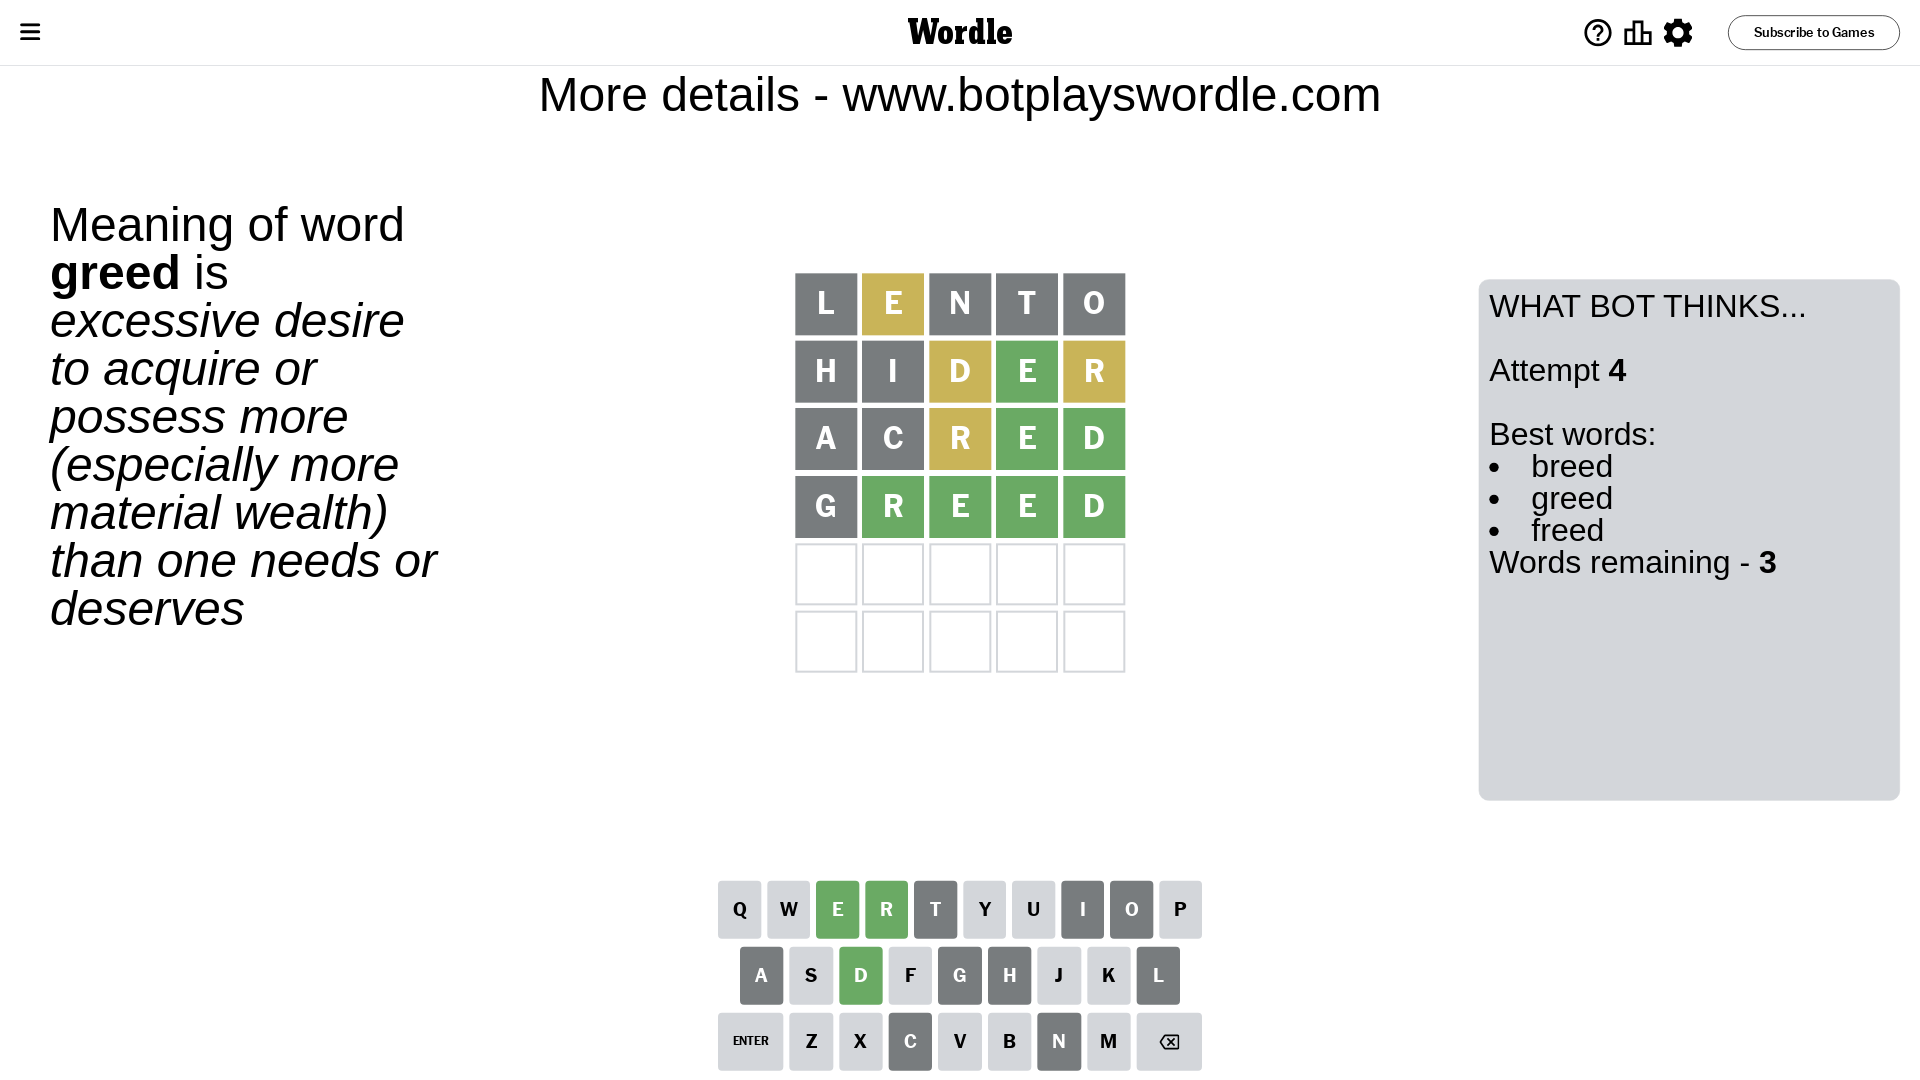 Wordle
Subscribe to Games
More details - www.botplayswordle.com
Meaning of word
greed is
excessive desire
to acquire or
possess more
(especially more
material wealth)
than one needs or
deserves
L E N T O
H I D E R
A C R E D
G R E E D
WHAT BOT THINKS...
Attempt 4
Best words:
• breed
• greed
• freed
Words remaining - 3
Q W E R T Y U I O P
A S D F G H J K L
ENTER Z X C V B N M